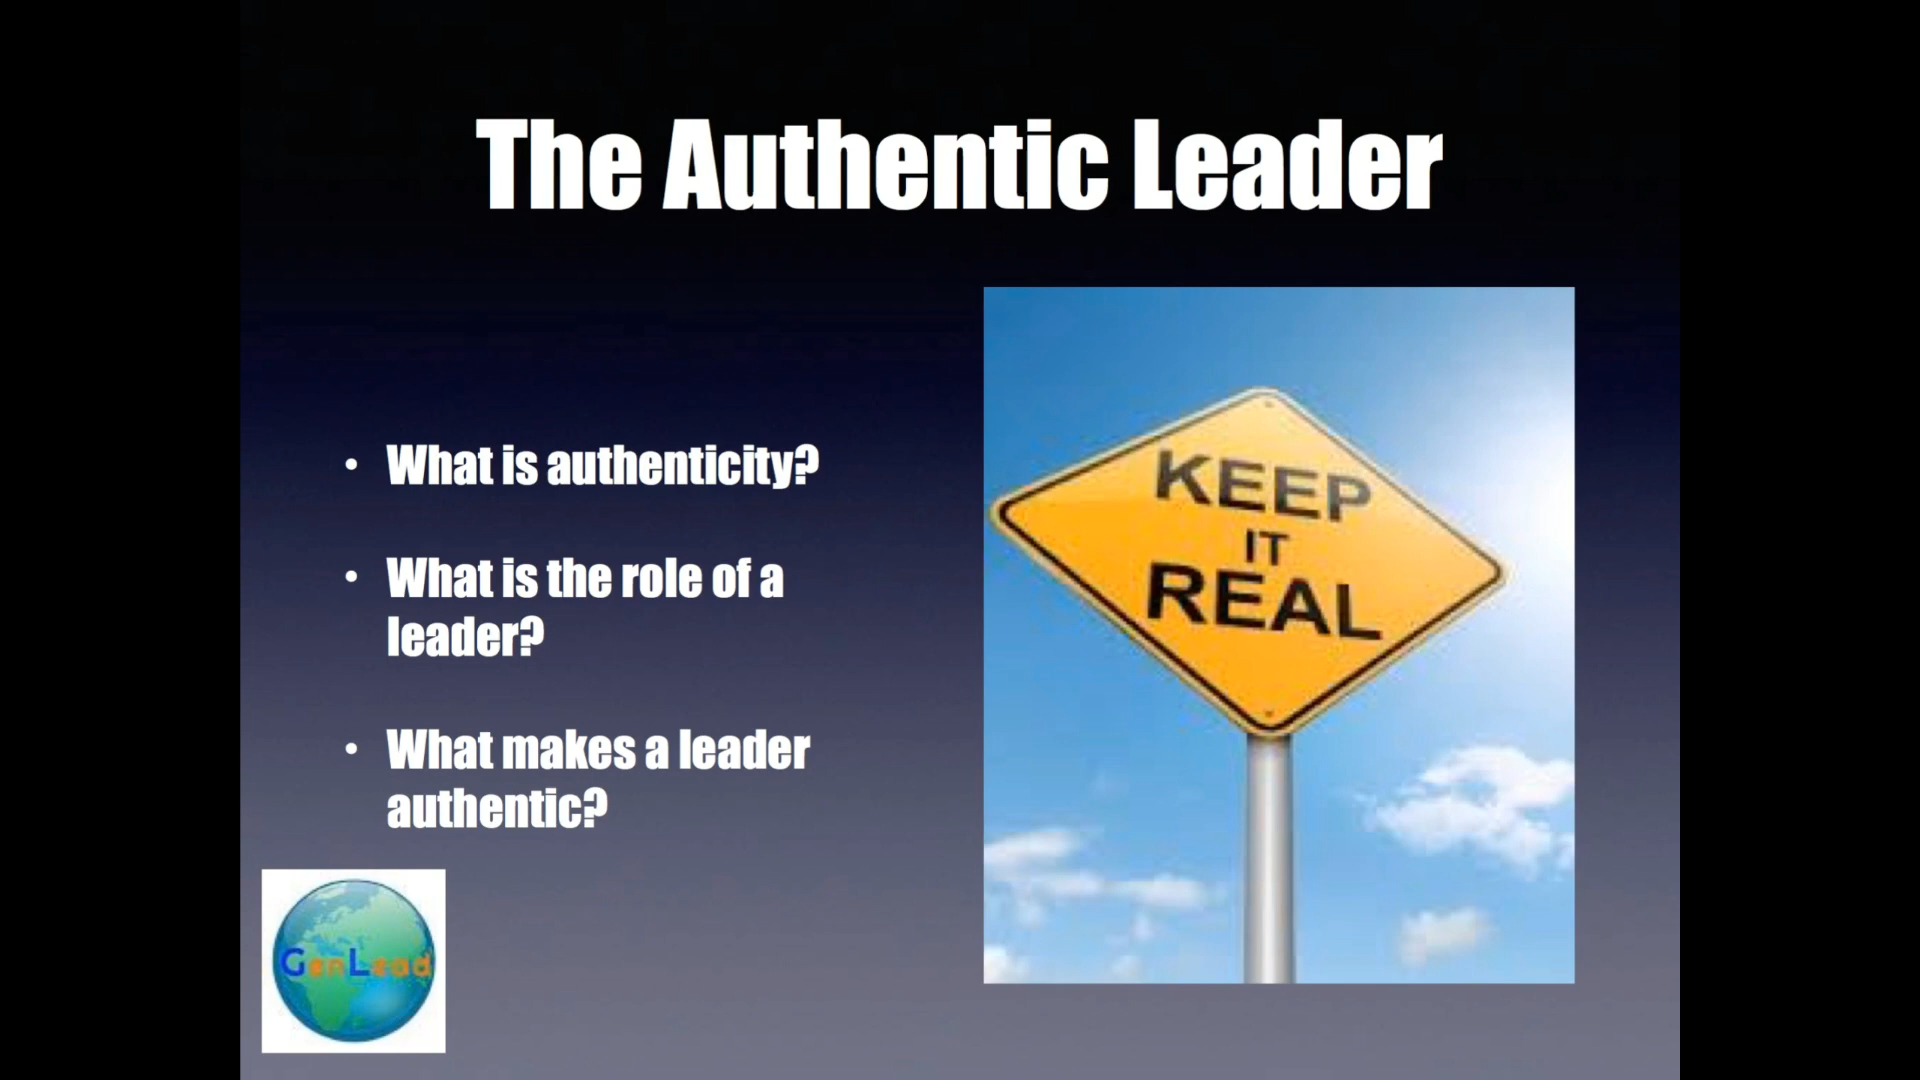 The Authentic Leader
• What is authenticity?
• What is the role of a
leader?
• What makes a leader
authentic?
KEEP
IT
REAL
GenLead